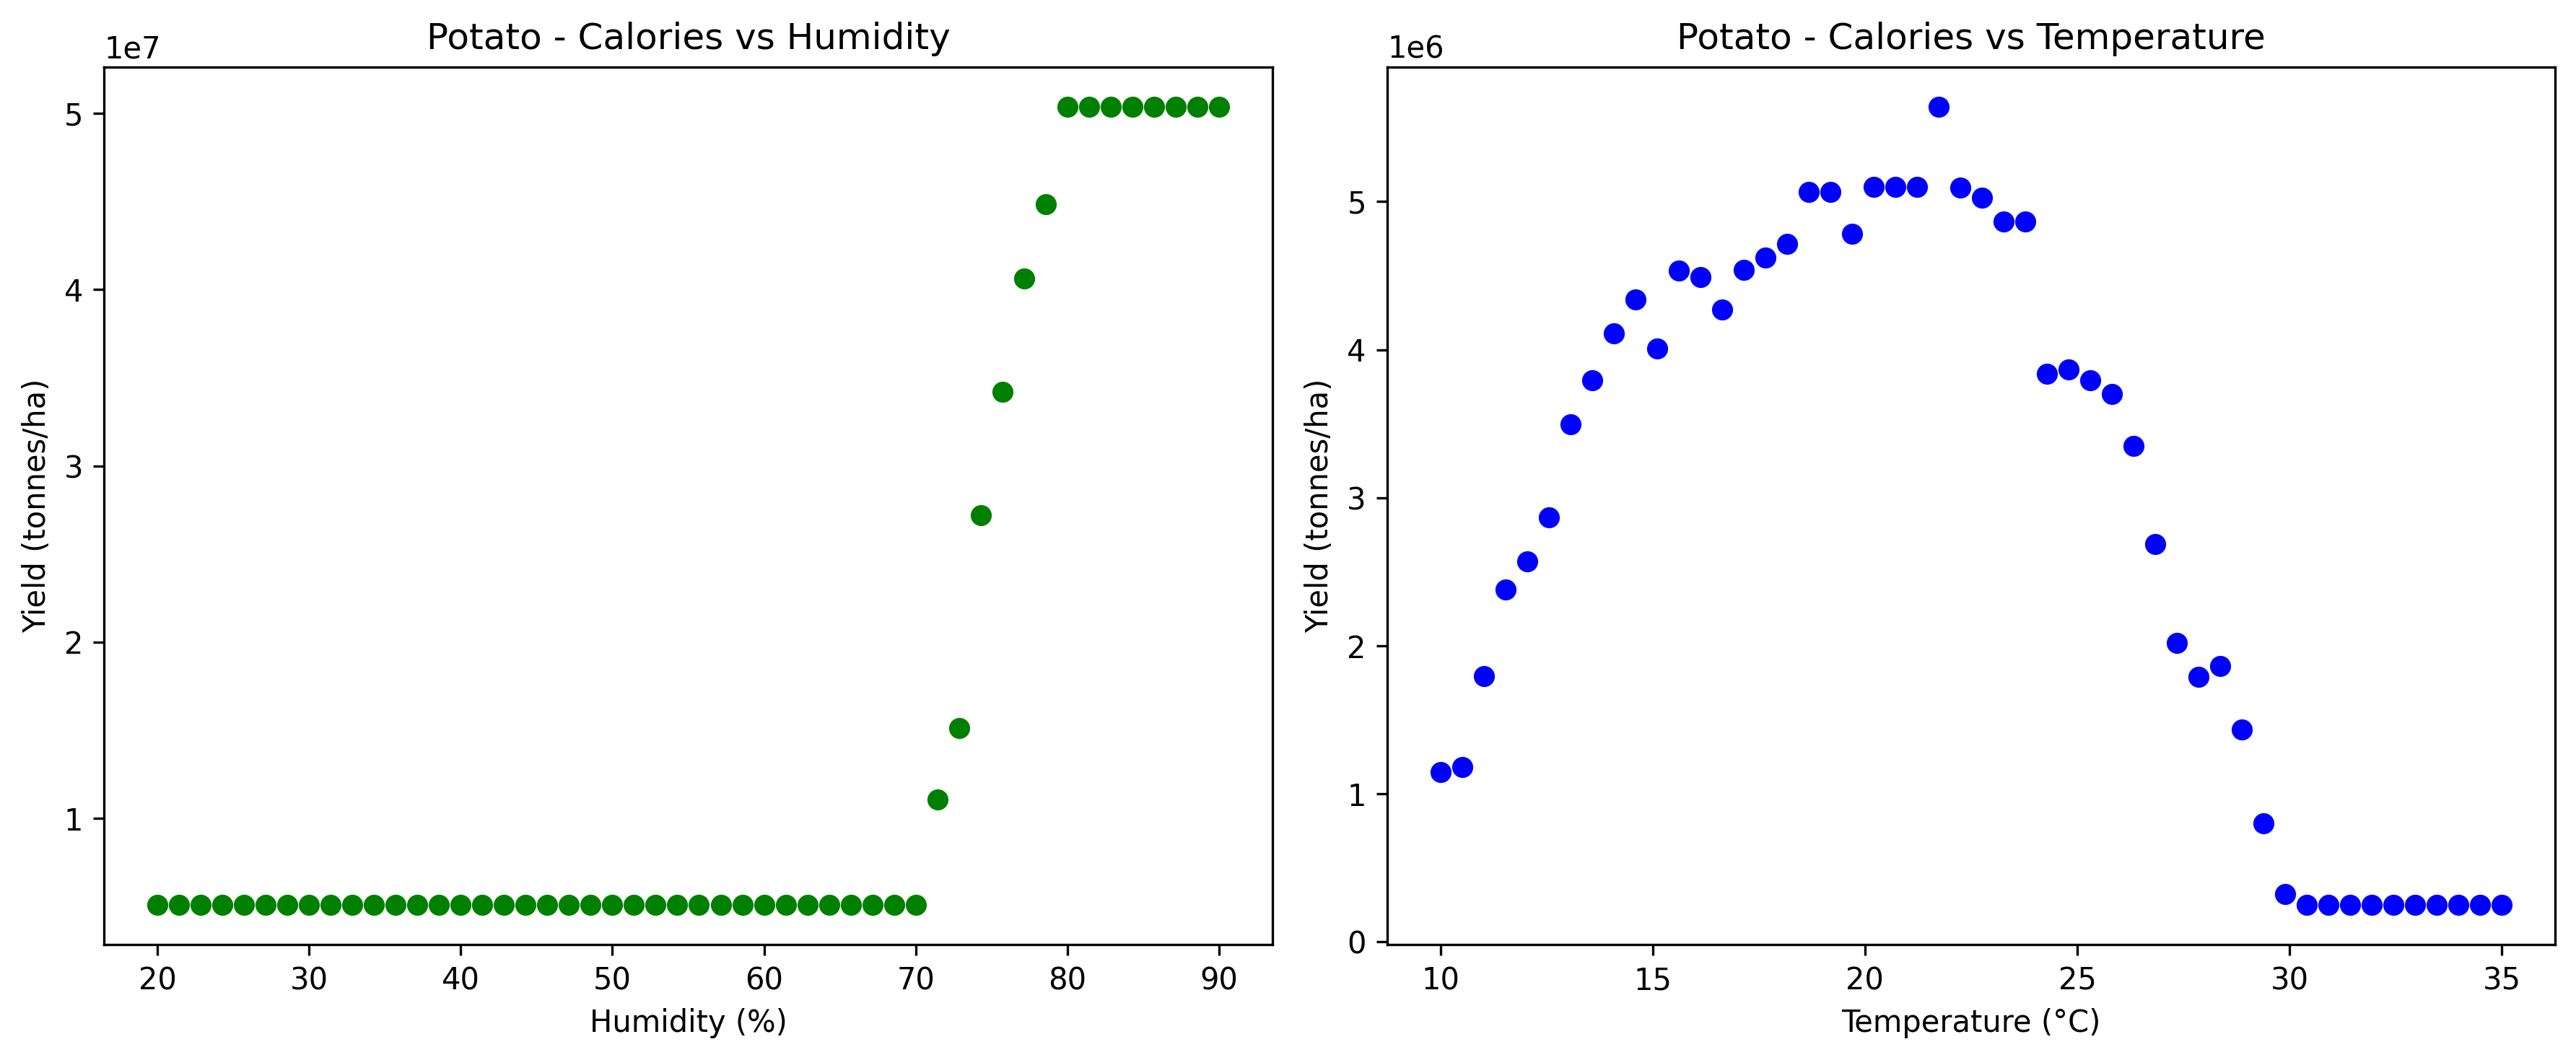 Potato - Calories vs Humidity
1e7
5
4
3
2
1
Yield (tonnes/ha)
20 30 40 50 60 70 80 90
Humidity (%)
Potato - Calories vs Temperature
1e6
5
4
3
2
1
0
Yield (tonnes/ha)
10 15 20 25 30 35
Temperature (°C)